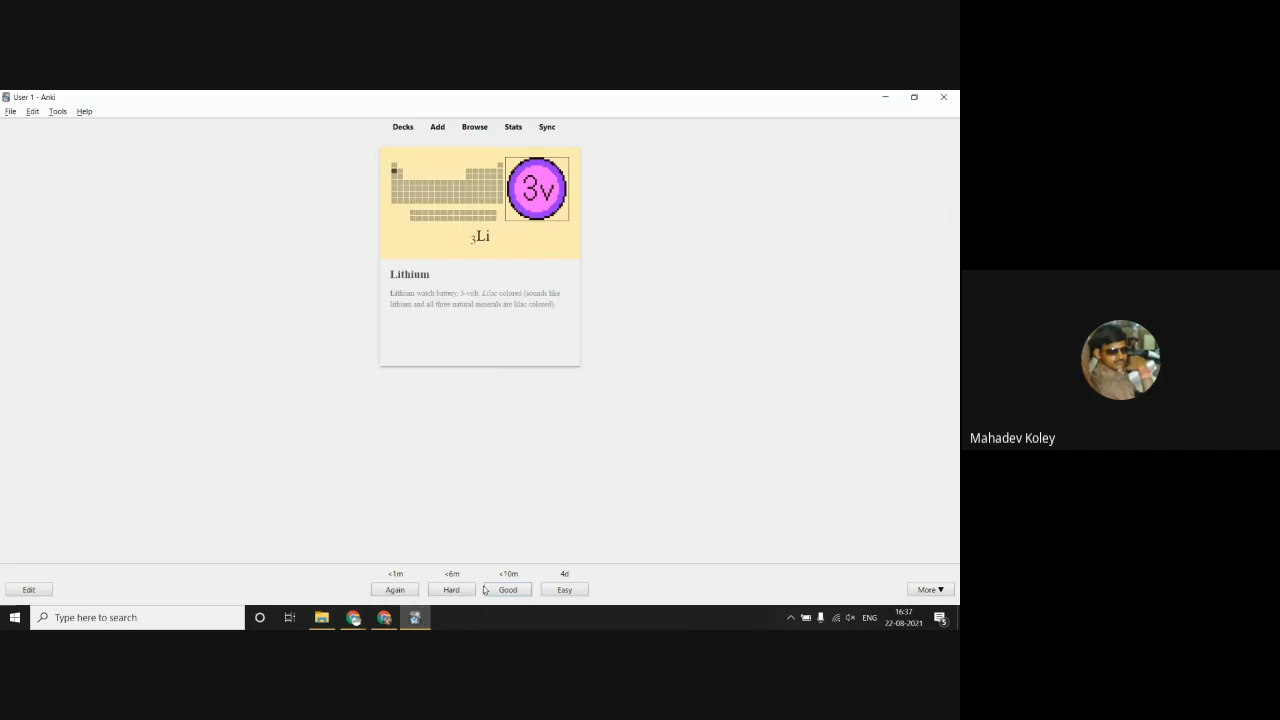 User 1 - Anki
File Edit Tools Help
Decks Add Browse Stats Sync
3v
3Li
Lithium
Lithium watch battery, 3-volt. Lilac colored (sounds like
lithium and all three natural minerals are lilac colored).
Mahadev Koley
<1m <6m <10m 4d
Edit Again Hard Good Easy More ▼
Type here to search
ENG
16:37
22-08-2021
5